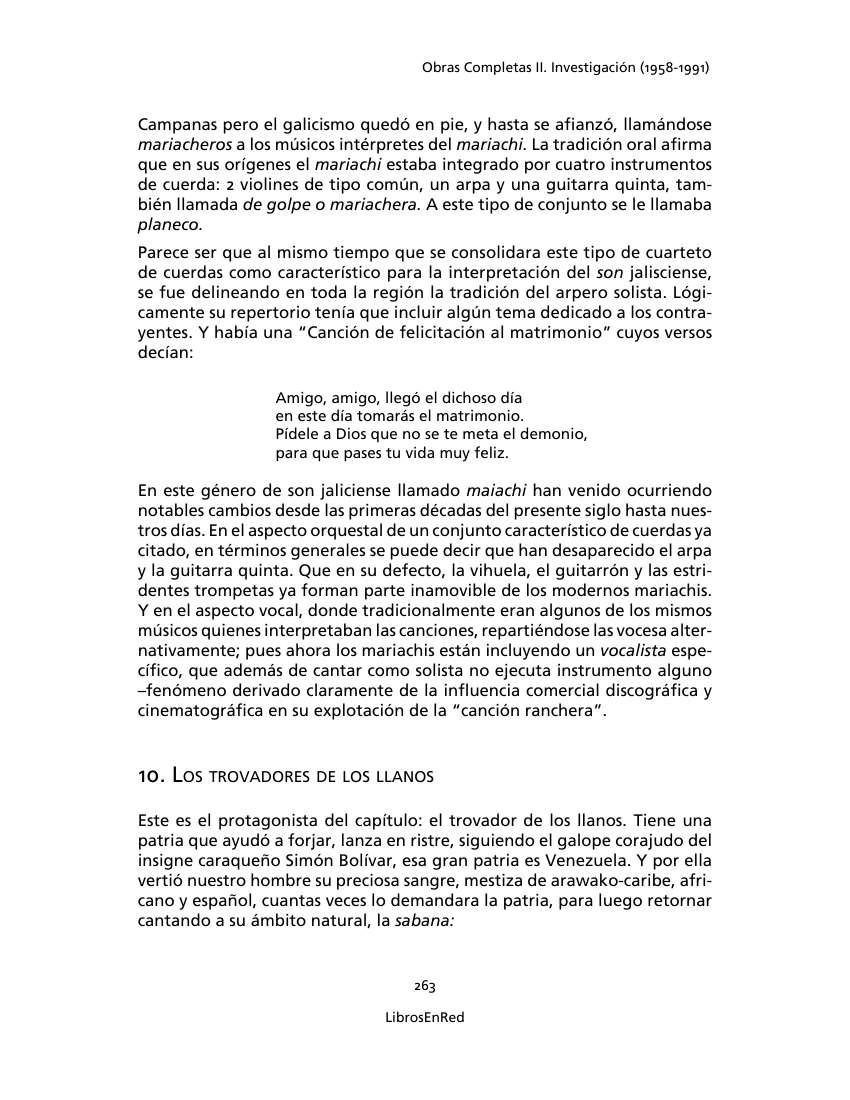 Obras Completas II. Investigación (1958-1991)
Campanas pero el galicismo quedó en pie, y hasta se afianzó, llamándose
mariacheros a los músicos intérpretes del mariachi. La tradición oral afirma
que en sus orígenes el mariachi estaba integrado por cuatro instrumentos
de cuerda: 2 violines de tipo común, un arpa y una guitarra quinta, tam-
bién llamada de golpe o mariachera. A este tipo de conjunto se le llamaba
planeco.
Parece ser que al mismo tiempo que se consolidara este tipo de cuarteto
de cuerdas como característico para la interpretación del son jalisciense,
se fue delineando en toda la región la tradición del arpero solista. Lógi-
camente su repertorio tenía que incluir algún tema dedicado a los contra-
yentes. Y había una “Canción de felicitación al matrimonio” cuyos versos
decían:
Amigo, amigo, llegó el dichoso día
en este día tomarás el matrimonio.
Pídele a Dios que no se te meta el demonio,
para que pases tu vida muy feliz.
En este género de son jaliciense llamado maiachi han venido ocurriendo
notables cambios desde las primeras décadas del presente siglo hasta nues-
tros días. En el aspecto orquestal de un conjunto característico de cuerdas ya
citado, en términos generales se puede decir que han desaparecido el arpa
y la guitarra quinta. Que en su defecto, la vihuela, el guitarrón y las estri-
dentes trompetas ya forman parte inamovible de los modernos mariachis.
Y en el aspecto vocal, donde tradicionalmente eran algunos de los mismos
músicos quienes interpretaban las canciones, repartiéndose las vocesa alter-
nativamente; pues ahora los mariachis están incluyendo un vocalista espe-
cífico, que además de cantar como solista no ejecuta instrumento alguno
–fenómeno derivado claramente de la influencia comercial discográfica y
cinematográfica en su explotación de la “canción ranchera”.
10. Los trovadores de los llanos
Este es el protagonista del capítulo: el trovador de los llanos. Tiene una
patria que ayudó a forjar, lanza en ristre, siguiendo el galope corajudo del
insigne caraqueño Simón Bolívar, esa gran patria es Venezuela. Y por ella
vertió nuestro hombre su preciosa sangre, mestiza de arawako-caribe, afri-
cano y español, cuantas veces lo demandara la patria, para luego retornar
cantando a su ámbito natural, la sabana:
263
LibrosEnRed